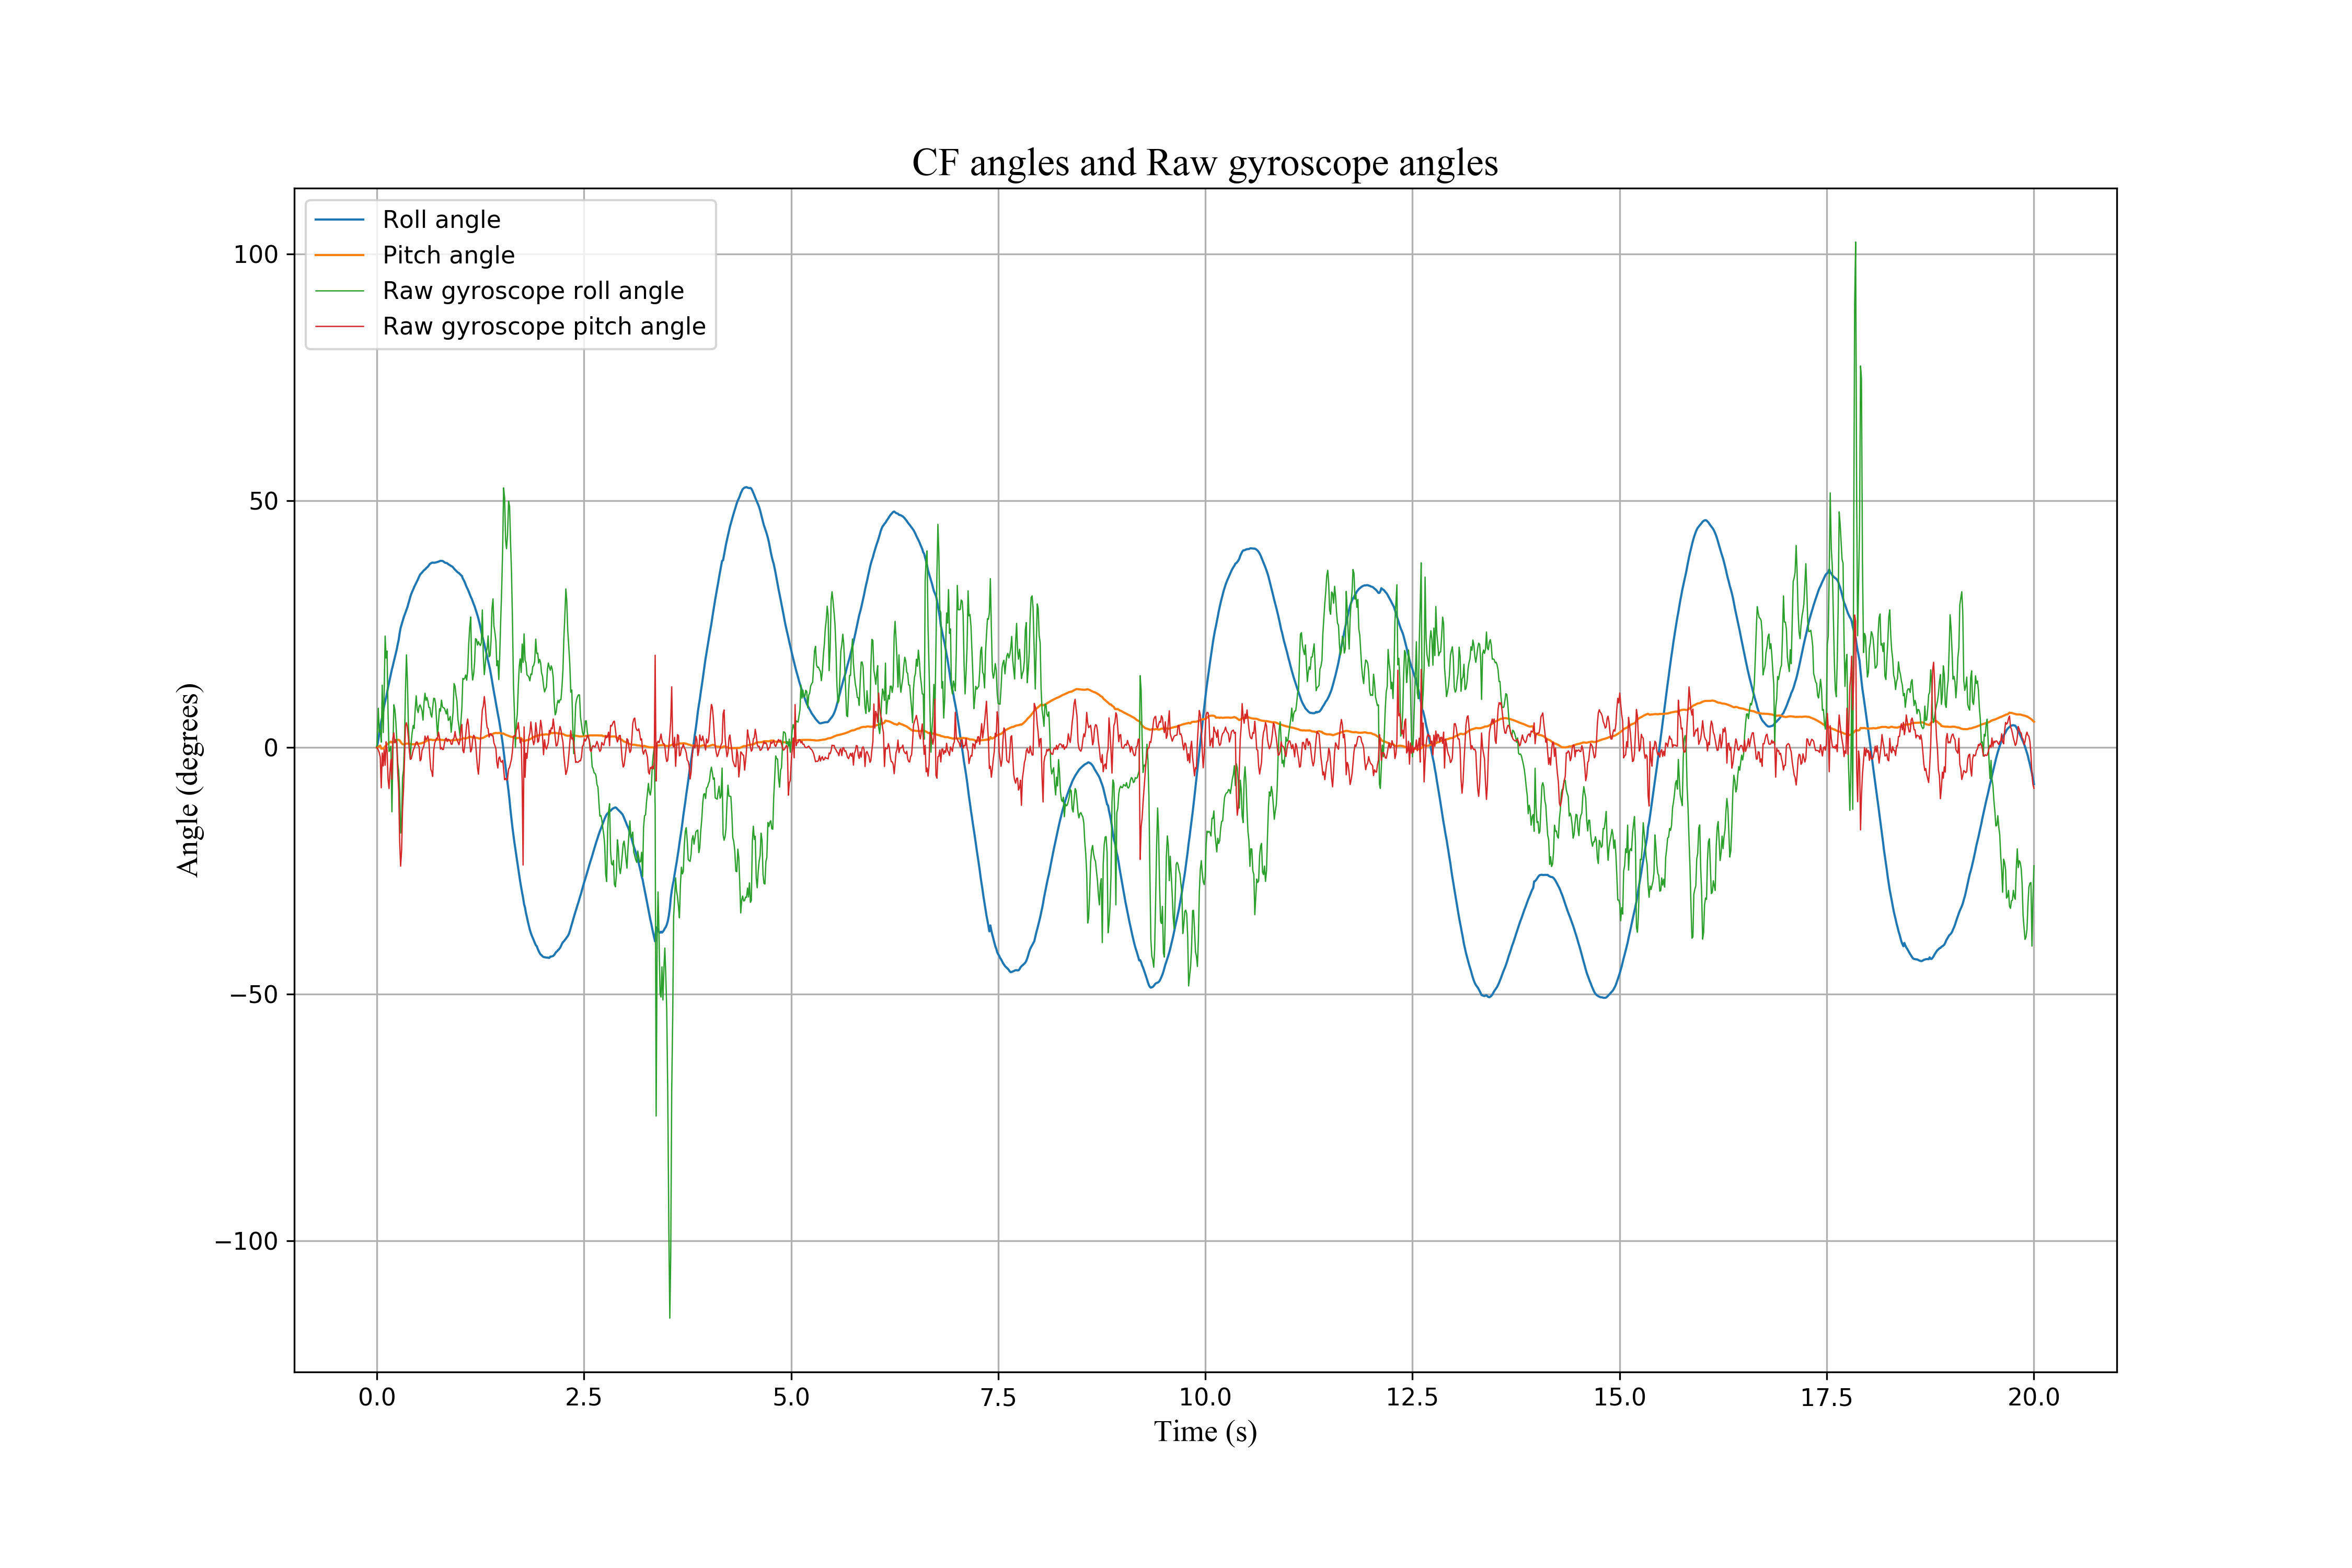 CF angles and Raw gyroscope angles
Roll angle
Pitch angle
Raw gyroscope roll angle
Raw gyroscope pitch angle
100
50
0
−50
−100
Angle (degrees)
0.0 2.5 5.0 7.5 10.0 12.5 15.0 17.5 20.0
Time (s)